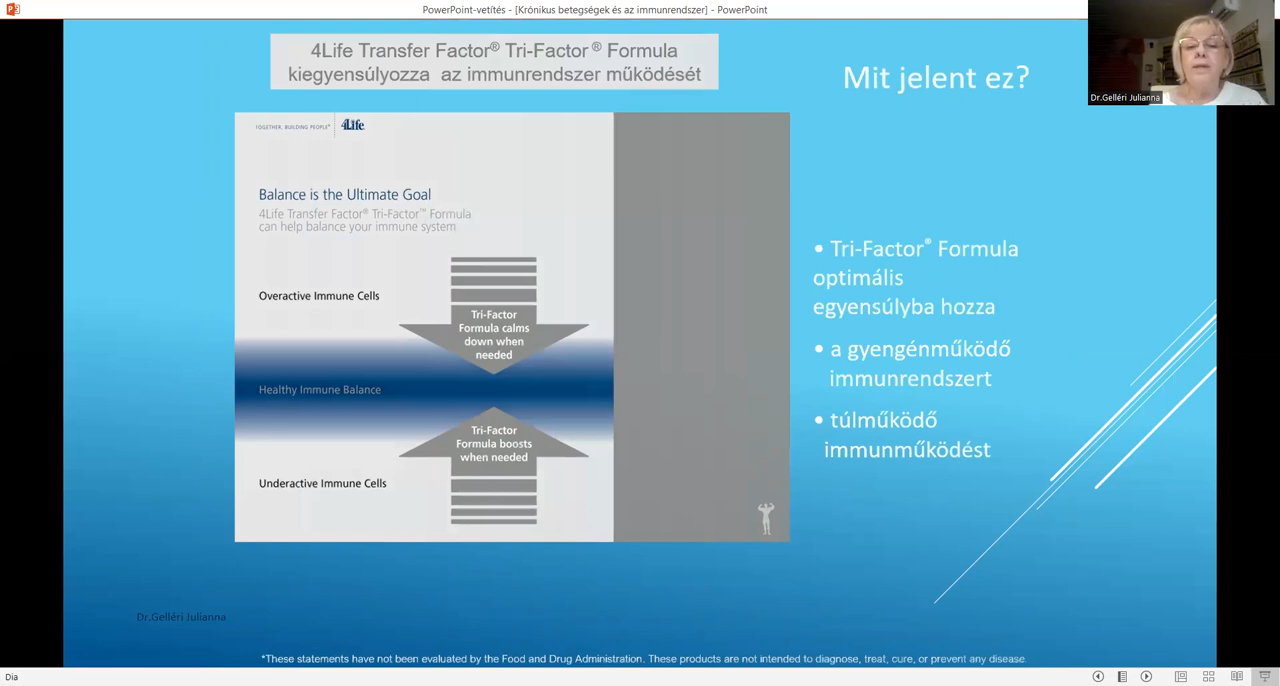 PowerPoint-vetítés - [Krónikus betegségek és az immunrendszer] - PowerPoint
4Life Transfer Factor® Tri-Factor ® Formula
kiegyensúlyozza az immunrendszer működését
Mit jelent ez?
Dr.Gelléri Julianna
TOGETHER, BUILDING PEOPLE™
4Life
Balance is the Ultimate Goal
4Life Transfer Factor® Tri-Factor™ Formula
can help balance your immune system
Overactive Immune Cells
Tri-Factor
Formula calms
down when
needed
Healthy Immune Balance
Tri-Factor
Formula boosts
when needed
Underactive Immune Cells
• Tri-Factor® Formula
optimális
egyensúlyba hozza
• a gyengénműködő
immunrendszert
• túlműködő
immunműködést
Dr.Gelléri Julianna
*These statements have not been evaluated by the Food and Drug Administration. These products are not intended to diagnose, treat, cure, or prevent any disease.
Dia